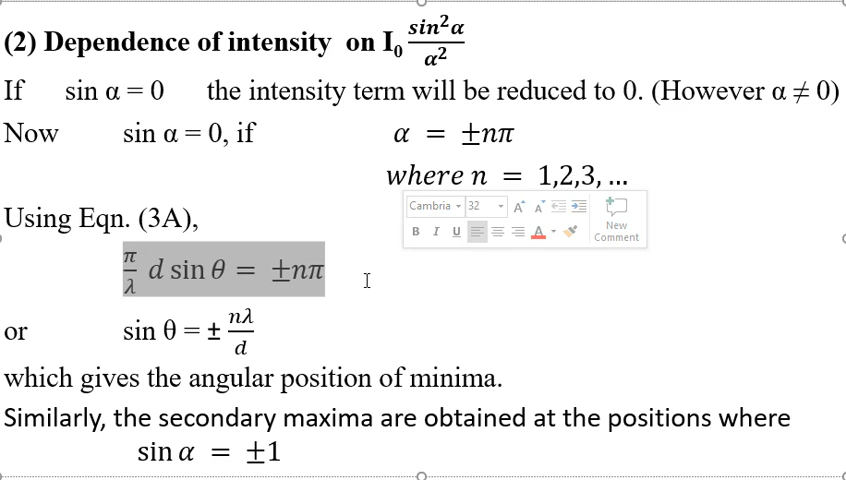 (2) Dependence of intensity on I₀ sin²α/α²
If sin α = 0 the intensity term will be reduced to 0. (However α ≠ 0)
Now sin α = 0, if α = ±nπ
where n = 1,2,3, ...
Cambria 32 A A
Using Eqn. (3A),
B I U A New Comment
π/λ d sin θ = ±nπ
or sin θ = ± nλ/d
which gives the angular position of minima.
Similarly, the secondary maxima are obtained at the positions where
sin α = ±1